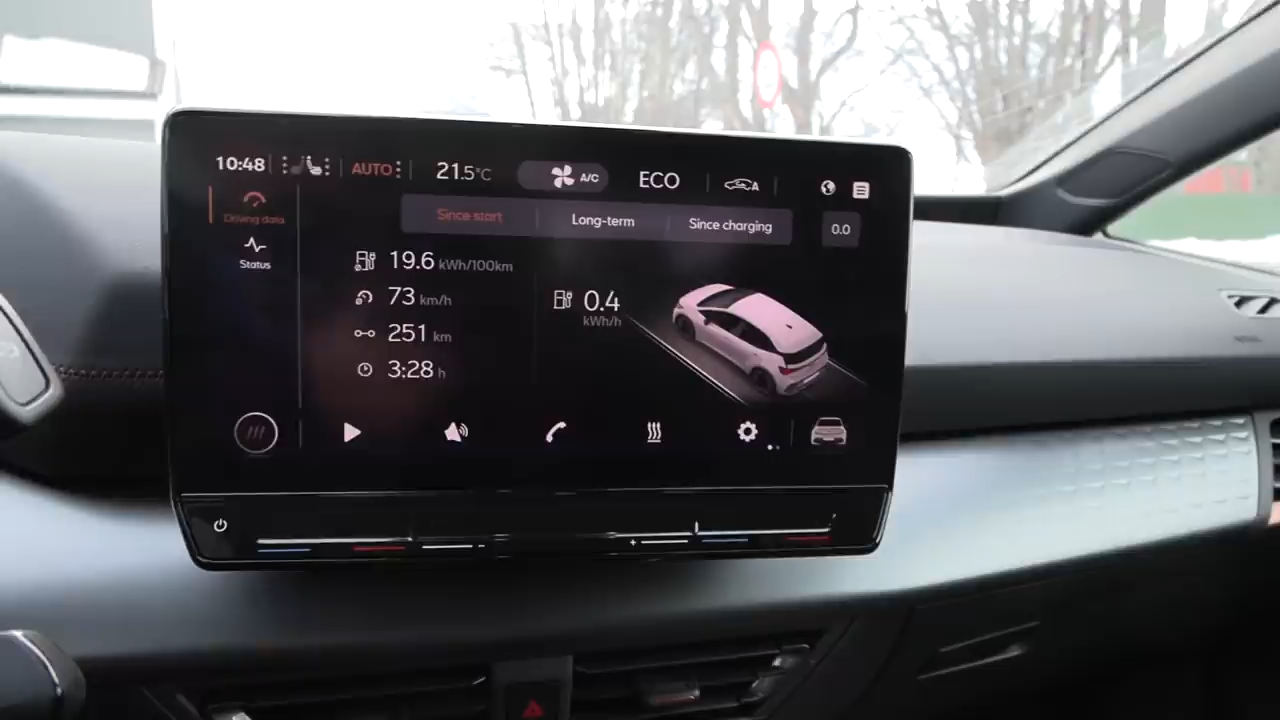 10:48 AUTO 21.5°C A/C ECO A
Driving data
Since start Long-term Since charging 0.0
Status
19.6 kWh/100km
73 km/h
0.4
kWh/h
251 km
3:28 h